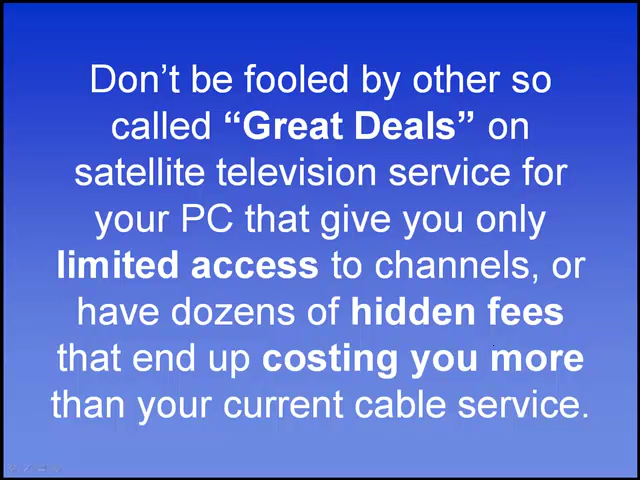 Don’t be fooled by other so
called “Great Deals” on
satellite television service for
your PC that give you only
limited access to channels, or
have dozens of hidden fees
that end up costing you more
than your current cable service.